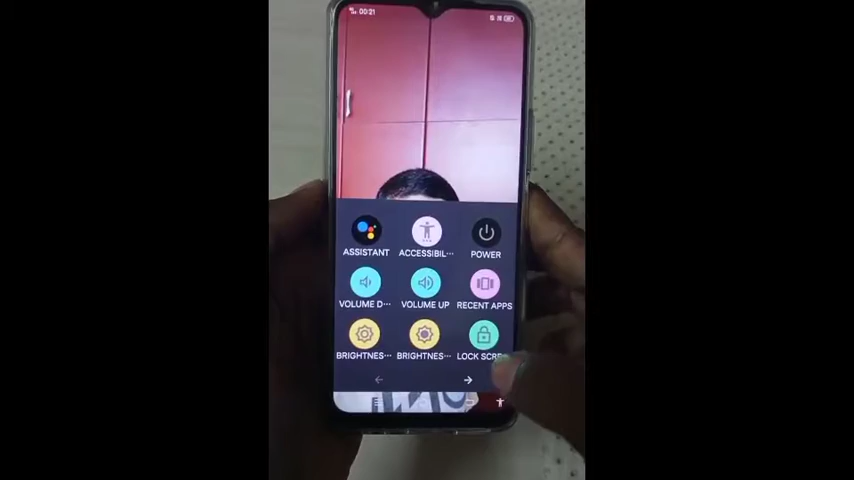 00:21
ASSISTANT ACCESSIBIL... POWER
VOLUME D... VOLUME UP RECENT APPS
BRIGHTNES... BRIGHTNES... LOCK SCRE